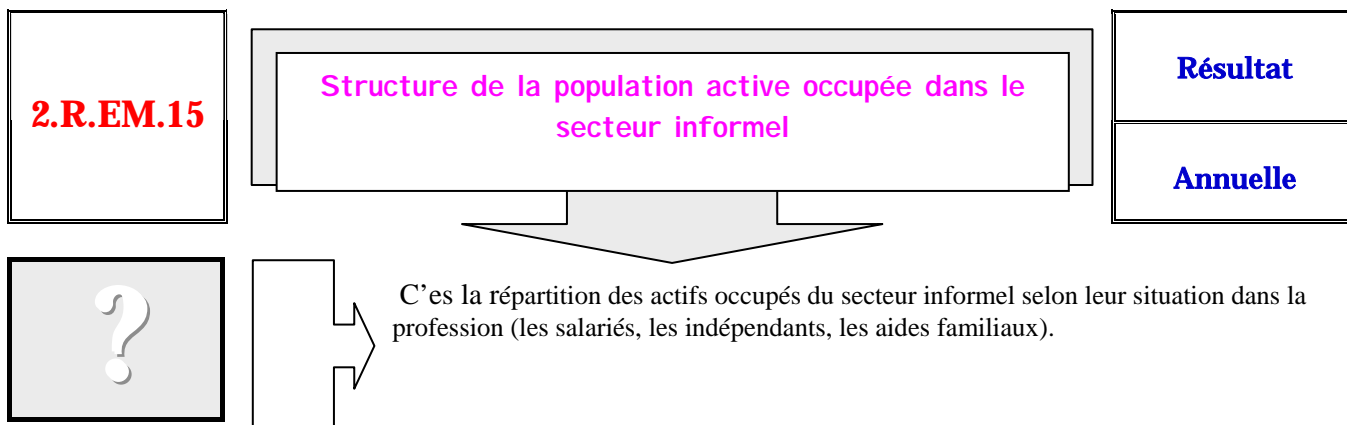 2.R.EM.15
Structure de la population active occupée dans le
secteur informel
Résultat
Annuelle
?
C’es la répartition des actifs occupés du secteur informel selon leur situation dans la
profession (les salariés, les indépendants, les aides familiaux).